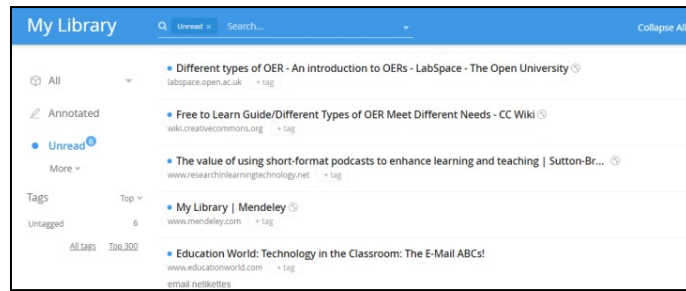 My Library
Unread ×
Search...
Collapse All
All
Annotated
Unread 6
More
Tags
Top
Untagged 6
All tags Top 300
Different types of OER - An introduction to OERs - LabSpace - The Open University
labspace.open.ac.uk + tag
Free to Learn Guide/Different Types of OER Meet Different Needs - CC Wiki
wiki.creativecommons.org + tag
The value of using short-format podcasts to enhance learning and teaching | Sutton-Br...
www.researchinlearningtechnology.net + tag
My Library | Mendeley
www.mendeley.com + tag
Education World: Technology in the Classroom: The E-Mail ABCs!
www.educationworld.com + tag
email netikettes